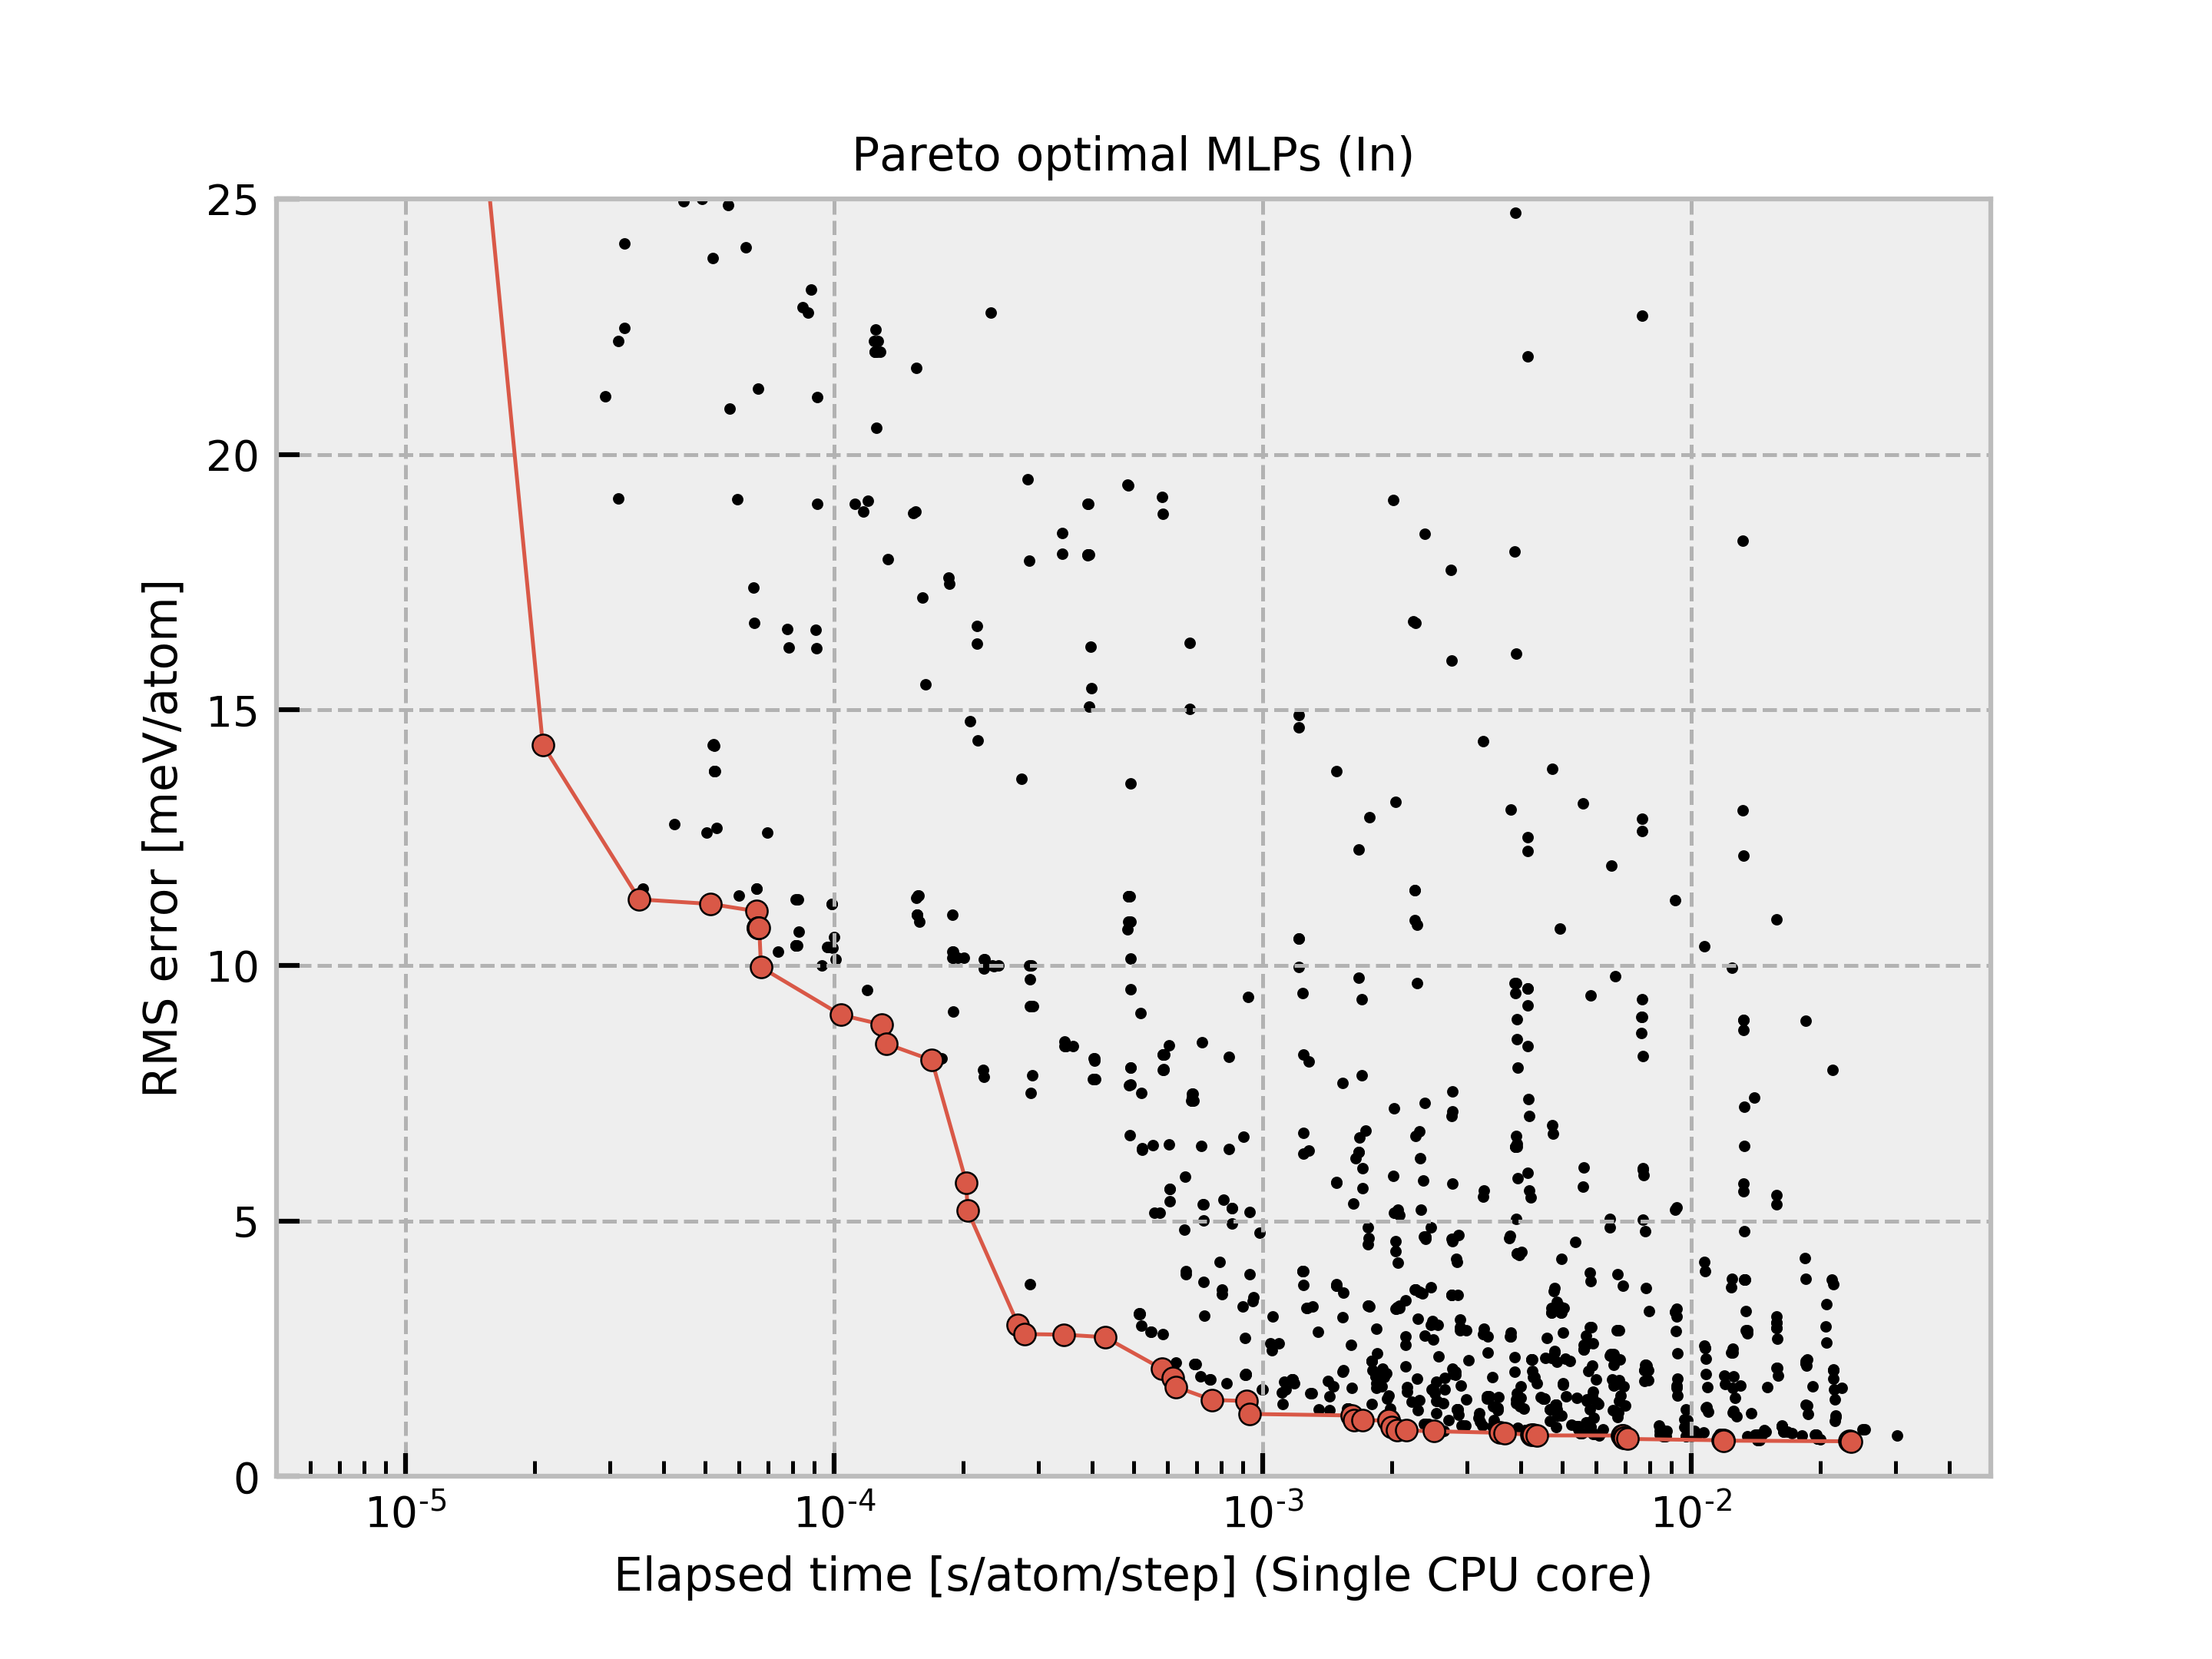 Pareto optimal MLPs (In)
25
20
15
10
5
0
RMS error [meV/atom]
10-5 10-4 10-3 10-2
Elapsed time [s/atom/step] (Single CPU core)